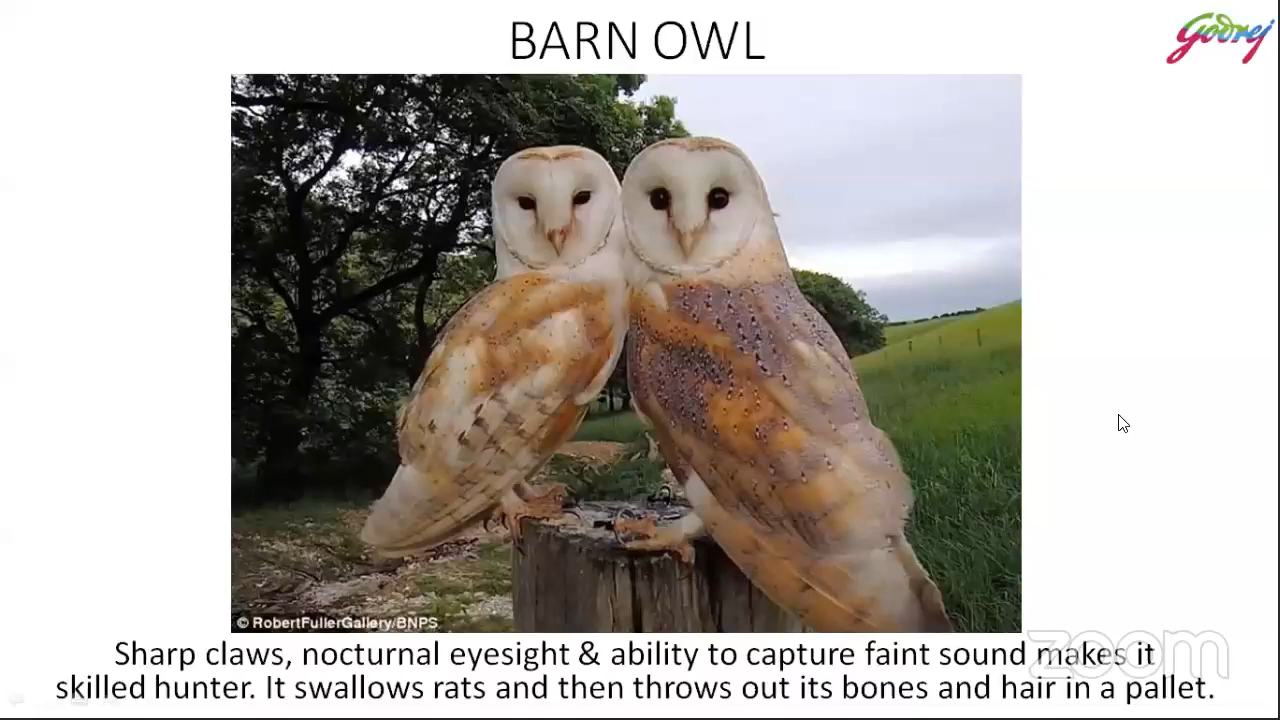 BARN OWL
Godrej
© RobertFullerGallery/BNPS
Sharp claws, nocturnal eyesight & ability to capture faint sound makes it
skilled hunter. It swallows rats and then throws out its bones and hair in a pallet.
zoom